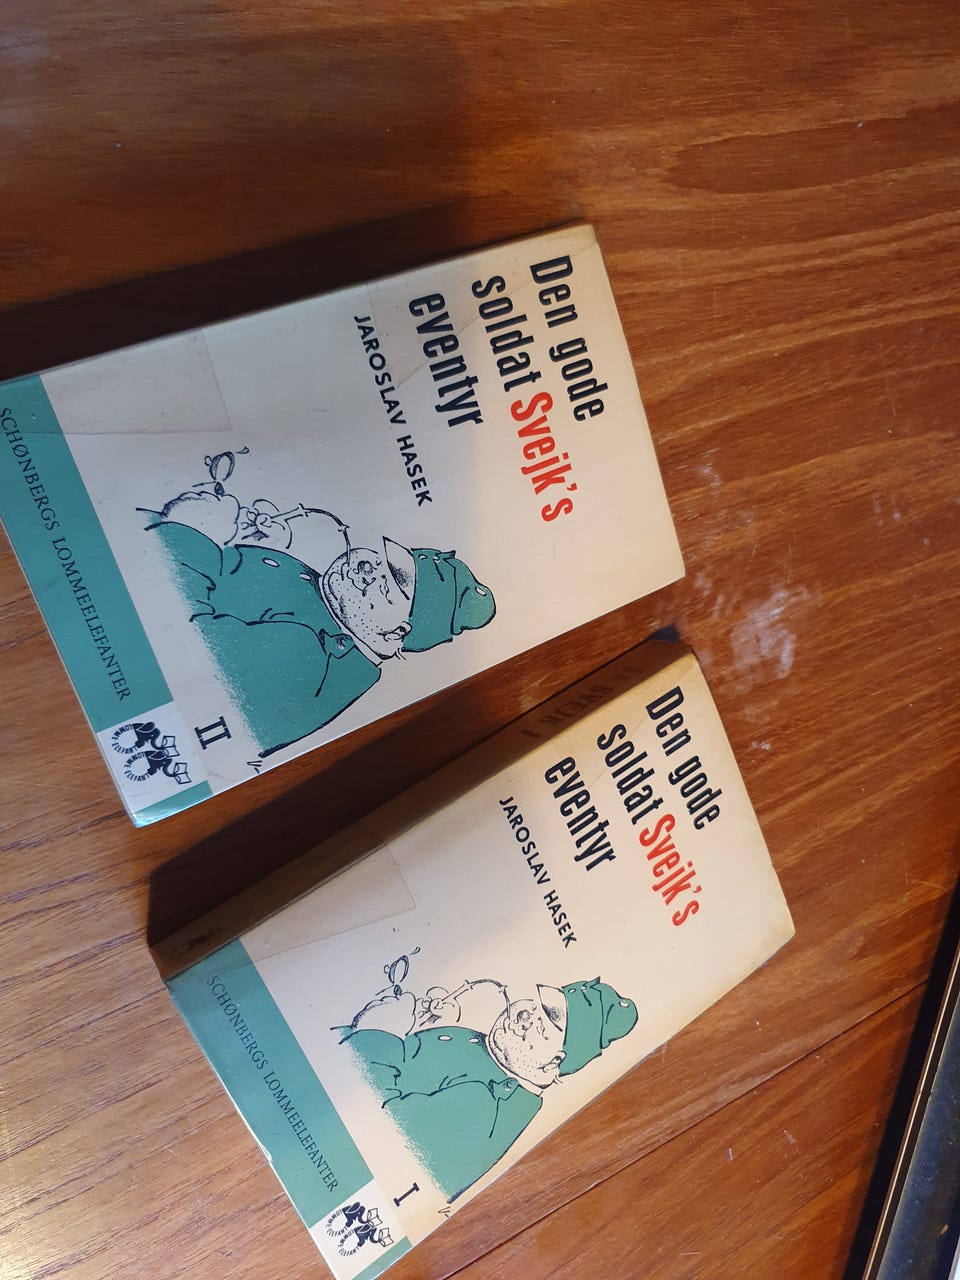 Den gode
soldat Svejk's
eventyr
JAROSLAV HASEK
II
SCHØNBERGS LOMMEELEFANTER
Den gode
soldat Svejk's
eventyr
JAROSLAV HASEK
I
SCHØNBERGS LOMMEELEFANTER
SVEJK I